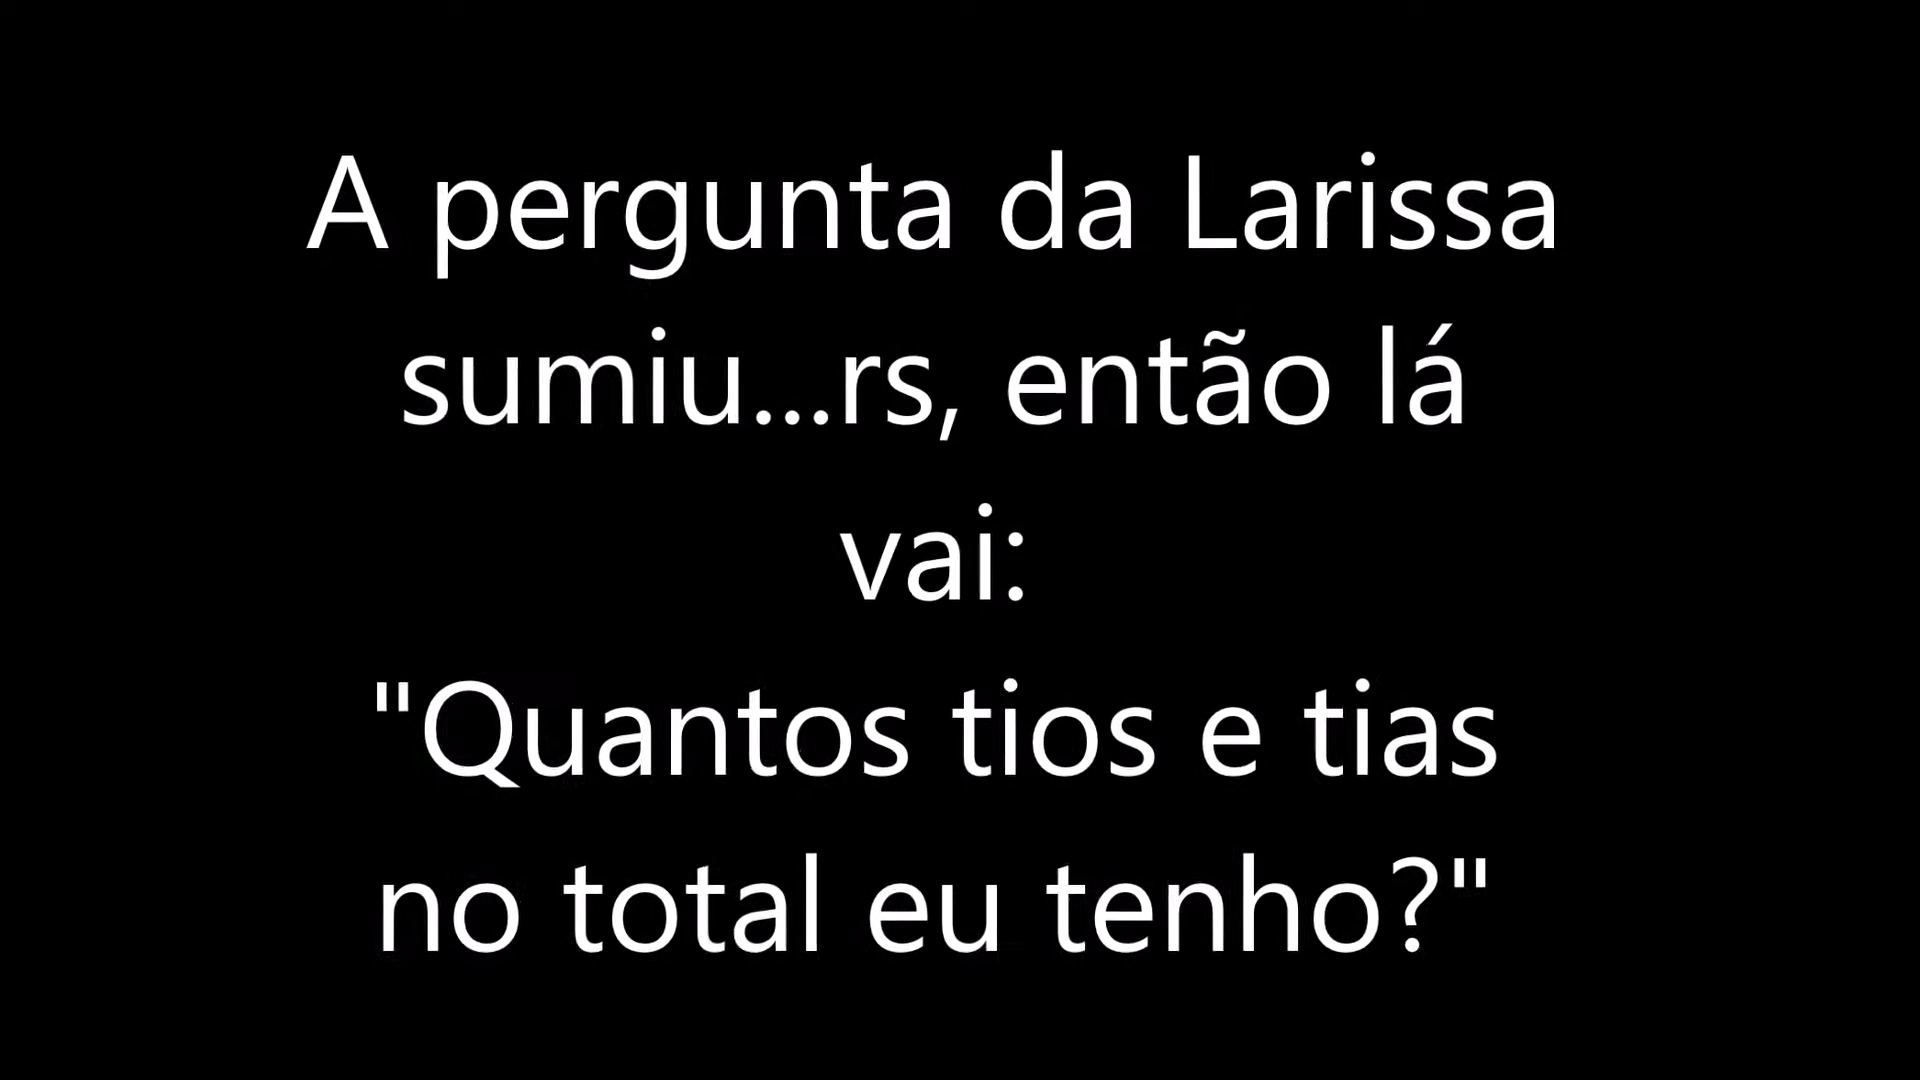 A pergunta da Larissa
sumiu...rs, então lá
vai:
"Quantos tios e tias
no total eu tenho?"